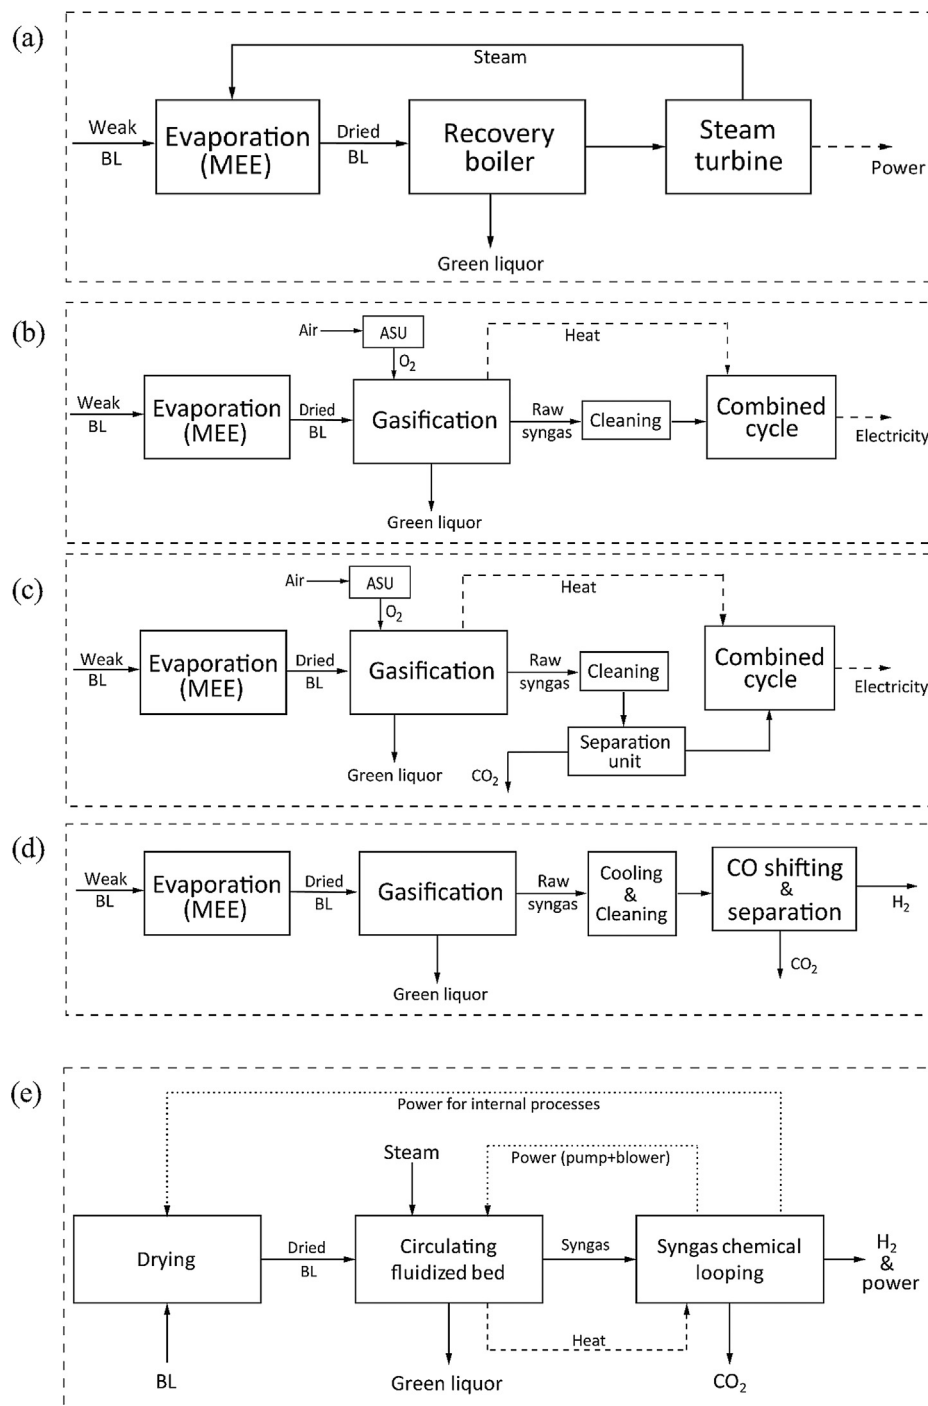 (a)
Steam
Weak
BL
Evaporation
(MEE)
Dried
BL
Recovery
boiler
Steam
turbine
Power
Green liquor
(b)
Air
ASU
O2
Heat
Weak
BL
Evaporation
(MEE)
Dried
BL
Gasification
Raw
syngas
Cleaning
Combined
cycle
Electricity
Green liquor
(c)
Air
ASU
O2
Heat
Weak
BL
Evaporation
(MEE)
Dried
BL
Gasification
Raw
syngas
Cleaning
Combined
cycle
Electricity
Separation
unit
CO2
Green liquor
(d)
Weak
BL
Evaporation
(MEE)
Dried
BL
Gasification
Raw
syngas
Cooling
&
Cleaning
CO shifting
&
separation
H2
CO2
Green liquor
(e)
Power for internal processes
Steam
Power (pump+blower)
Drying
Dried
BL
Circulating
fluidized bed
Syngas
Syngas chemical
looping
H2
&
power
Heat
BL
Green liquor
CO2